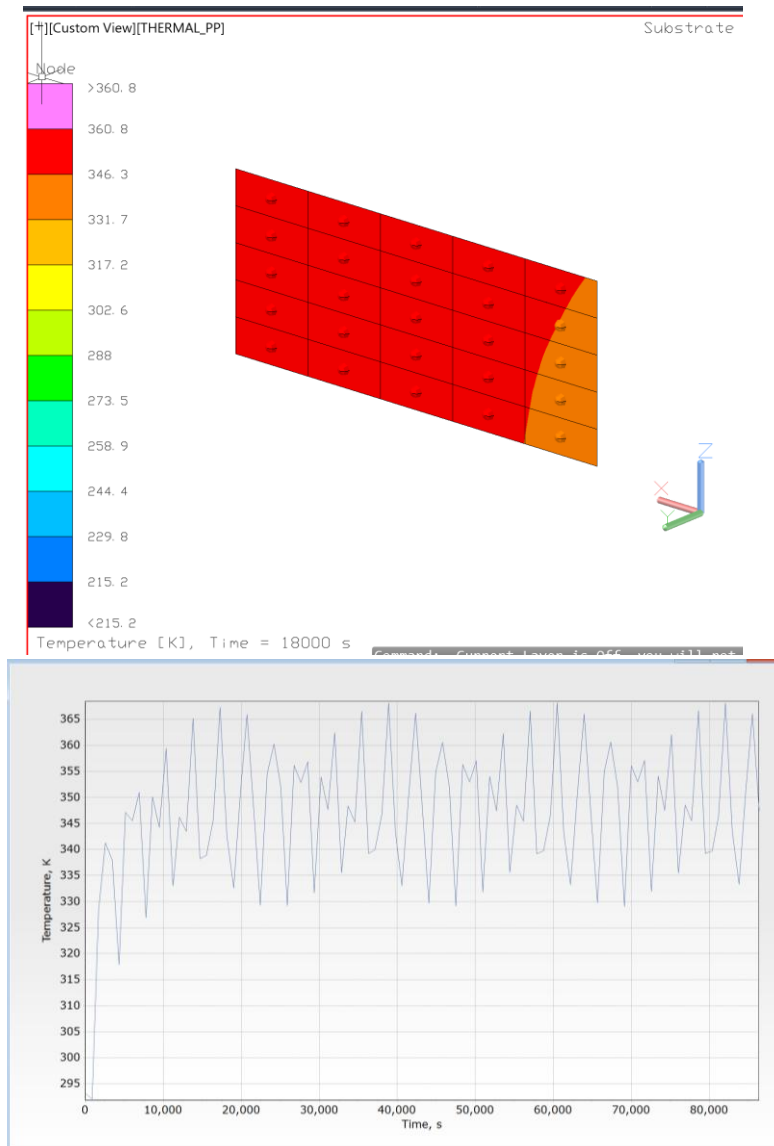 [+][Custom View][THERMAL_PP]
Substrate
Node
>360.8
360.8
346.3
331.7
317.2
302.6
288
273.5
258.9
244.4
229.8
215.2
<215.2
Z
X
Y
Temperature [K], Time = 18000 s
Command: Current Layer is Off, you will not
365
360
355
350
345
340
335
330
325
320
315
310
305
300
295
Temperature, K
0 10,000 20,000 30,000 40,000 50,000 60,000 70,000 80,000
Time, s